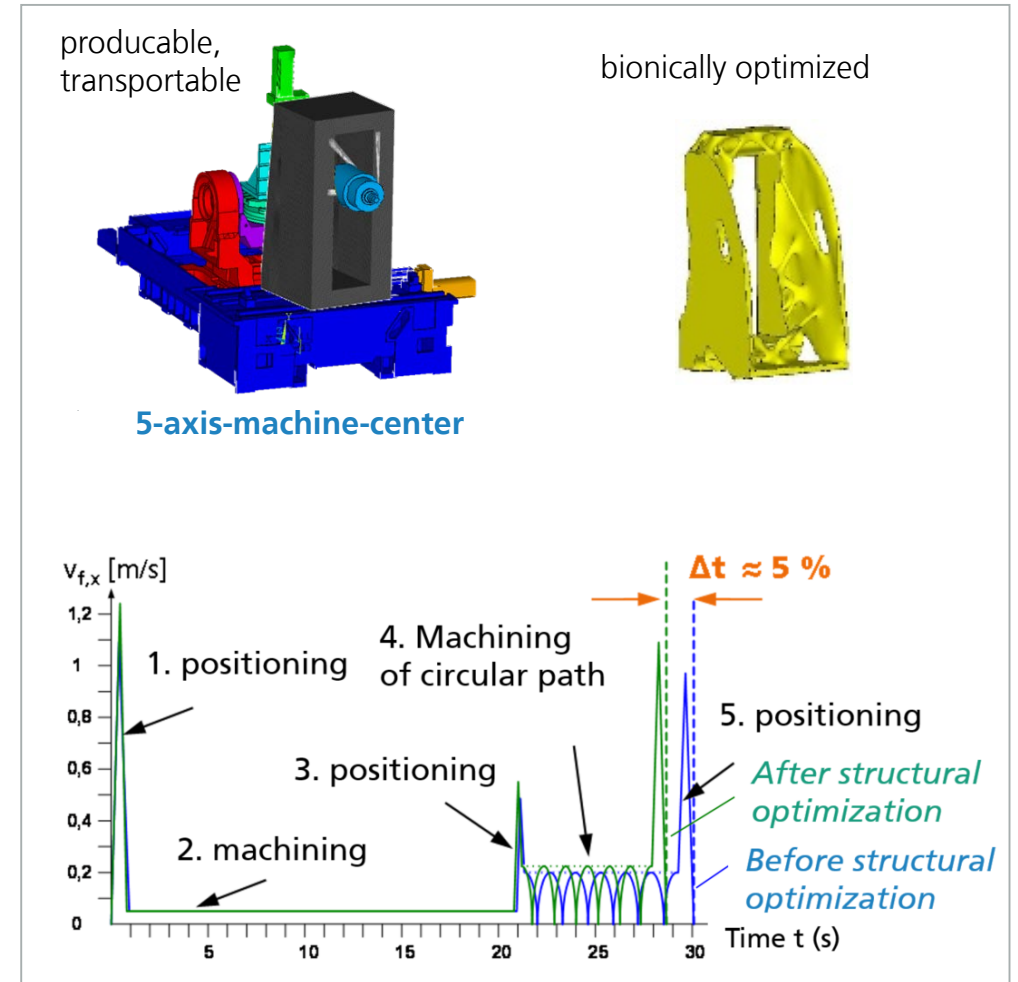 producable,
transportable
bionically optimized
5-axis-machine-center
v_f,x [m/s]
Δt ≈ 5 %
1,2
1
0,8
0,6
0,4
0,2
0
1. positioning
4. Machining
of circular path
3. positioning
5. positioning
2. machining
After structural
optimization
Before structural
optimization
5
10
15
20
25
30
Time t (s)